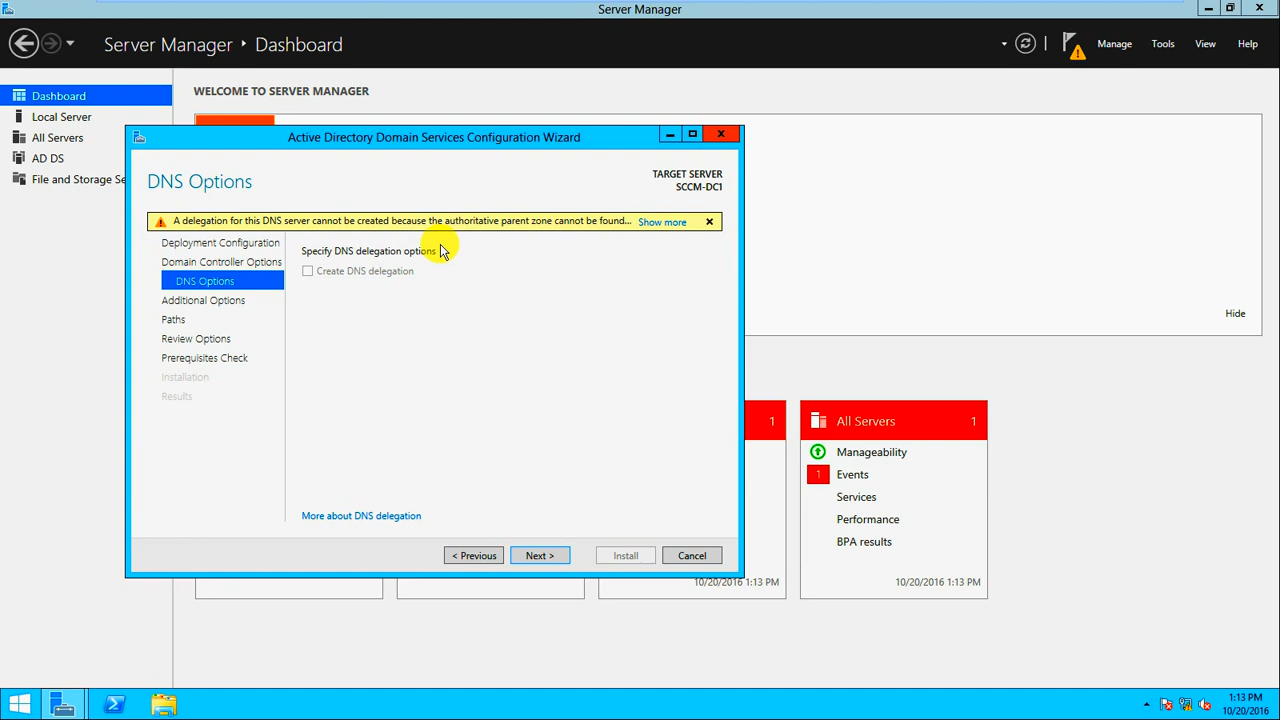 Server Manager
Server Manager ‣ Dashboard
Manage Tools View Help
Dashboard
Local Server
All Servers
AD DS
File and Storage Se
WELCOME TO SERVER MANAGER
Active Directory Domain Services Configuration Wizard
DNS Options
TARGET SERVER
SCCM-DC1
A delegation for this DNS server cannot be created because the authoritative parent zone cannot be found... Show more
Deployment Configuration
Domain Controller Options
DNS Options
Additional Options
Paths
Review Options
Prerequisites Check
Installation
Results
Specify DNS delegation options
Create DNS delegation
More about DNS delegation
< Previous Next > Install Cancel
Hide
1
All Servers 1
Manageability
1 Events
Services
Performance
BPA results
10/20/2016 1:13 PM
10/20/2016 1:13 PM
1:13 PM
10/20/2016